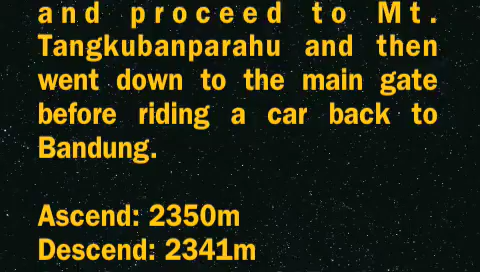 and proceed to Mt.
Tangkubanparahu and then
went down to the main gate
before riding a car back to
Bandung.
Ascend: 2350m
Descend: 2341m